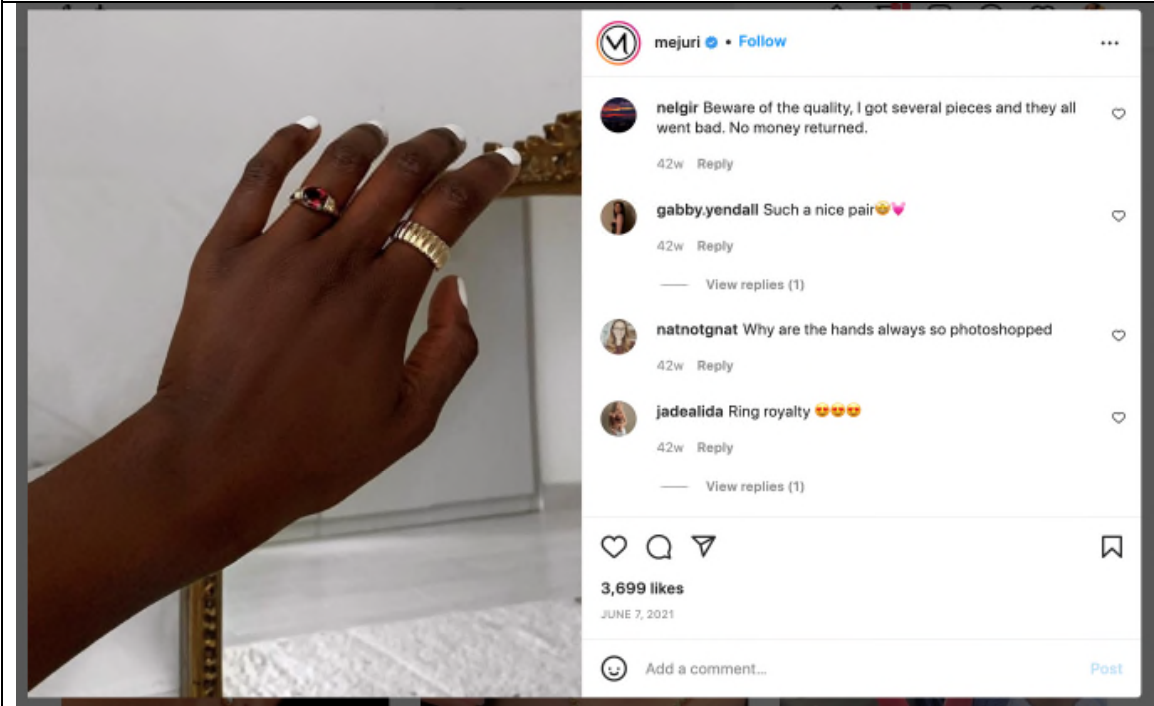 mejuri • Follow
nelgir Beware of the quality, I got several pieces and they all
went bad. No money returned.
42w Reply
gabby.yendall Such a nice pair🤩💓
42w Reply
View replies (1)
natnotgnat Why are the hands always so photoshopped
42w Reply
jadealida Ring royalty 😍😍😍
42w Reply
View replies (1)
3,699 likes
JUNE 7, 2021
Add a comment...
Post